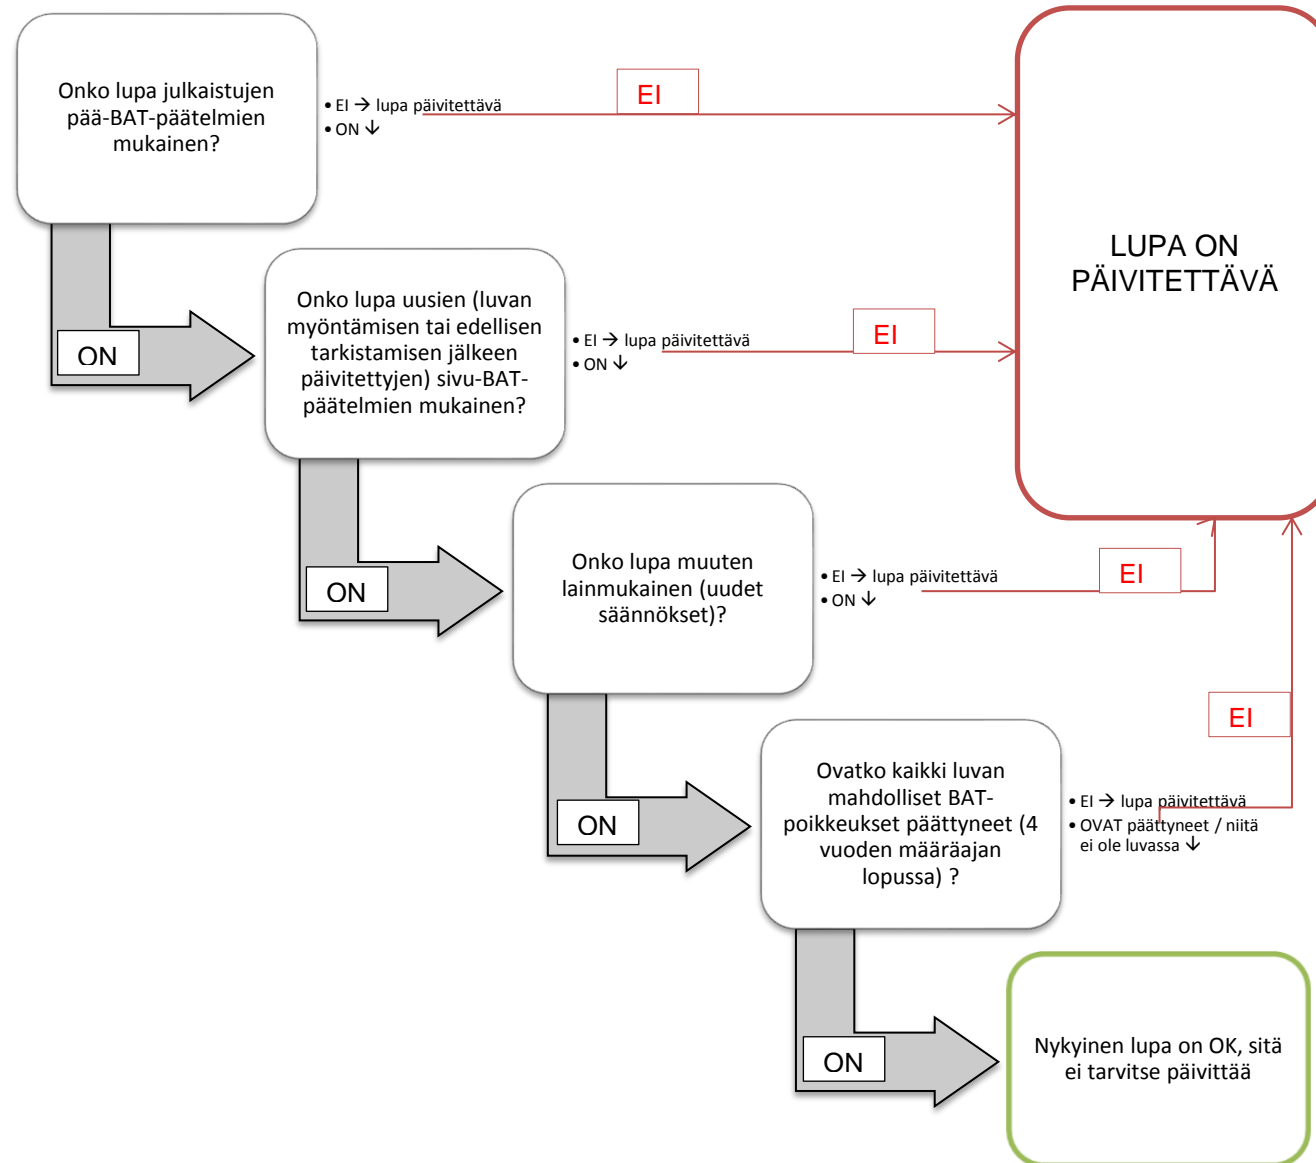 Onko lupa julkaistujen
pää-BAT-päätelmien
mukainen?
• EI → lupa päivitettävä
• ON ↓
EI
LUPA ON
PÄIVITETTÄVÄ
ON
Onko lupa uusien (luvan
myöntämisen tai edellisen
tarkistamisen jälkeen
päivitettyjen) sivu-BAT-
päätelmien mukainen?
• EI → lupa päivitettävä
• ON ↓
EI
ON
Onko lupa muuten
lainmukainen (uudet
säännökset)?
• EI → lupa päivitettävä
• ON ↓
EI
ON
Ovatko kaikki luvan
mahdolliset BAT-
poikkeukset päättyneet (4
vuoden määräajan
lopussa) ?
• EI → lupa päivitettävä
• OVAT päättyneet / niitä
ei ole luvassa ↓
EI
ON
Nykyinen lupa on OK, sitä
ei tarvitse päivittää